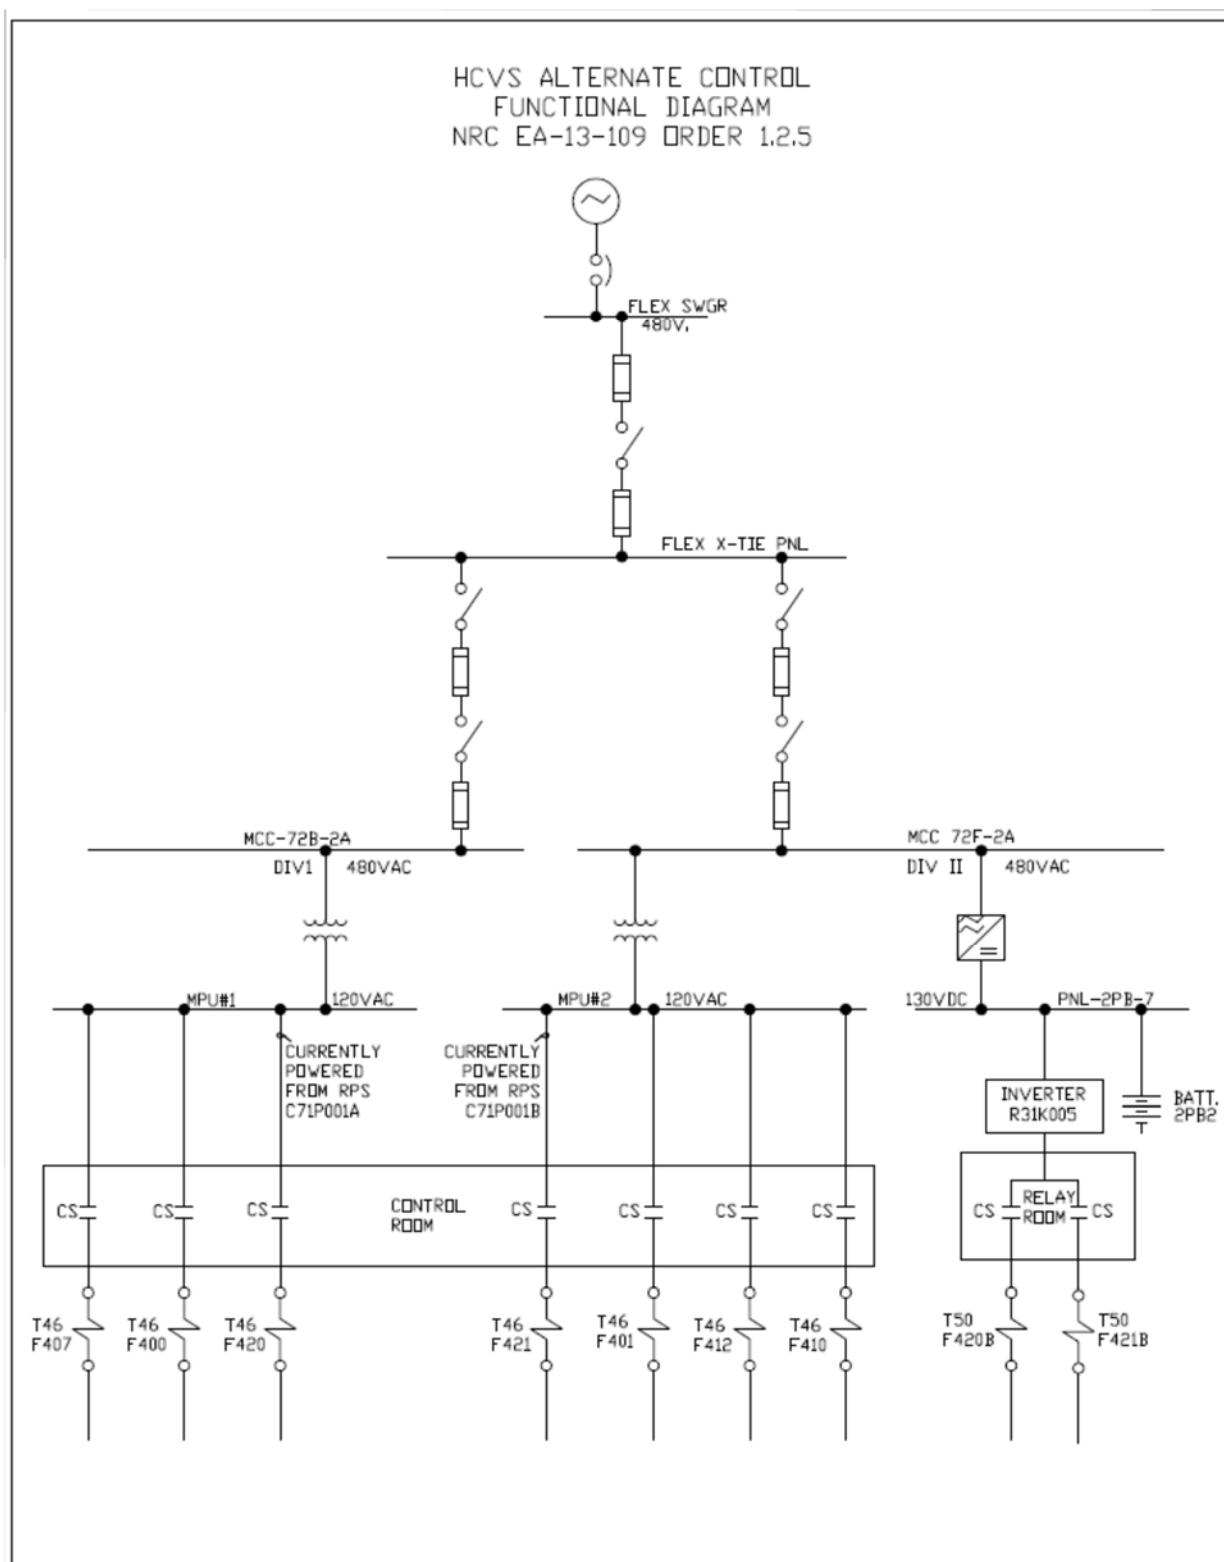 HCVS ALTERNATE CONTROL
FUNCTIONAL DIAGRAM
NRC EA-13-109 ORDER 1.2.5
FLEX SWGR
480V.
FLEX X-TIE PNL
MCC-72B-2A
DIV1 480VAC
MCC 72F-2A
DIV II 480VAC
MPU#1 120VAC
MPU#2 120VAC
130VDC PNL-2PB-7
CURRENTLY
POWERED
FROM RPS
C71P001A
CURRENTLY
POWERED
FROM RPS
C71P001B
INVERTER
R31K005
BATT.
2PB2
CS
CS
CS
CONTROL
ROOM
CS
CS
CS
CS
CS
RELAY
ROOM
CS
T46
F407
T46
F400
T46
F420
T46
F421
T46
F401
T46
F412
T46
F410
T50
F420B
T50
F421B